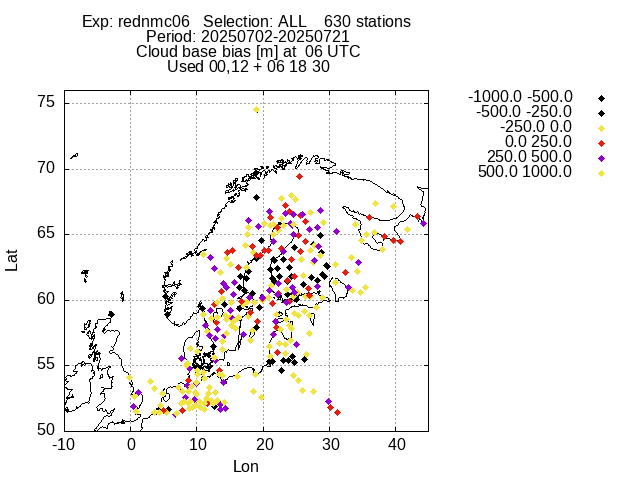 Exp: rednmc06 Selection: ALL 630 stations
Period: 20250702-20250721
Cloud base bias [m] at 06 UTC
Used 00,12 + 06 18 30
-1000.0 -500.0
-500.0 -250.0
-250.0 0.0
0.0 250.0
250.0 500.0
500.0 1000.0
75
70
65
60
55
50
Lat
-10 0 10 20 30 40
Lon